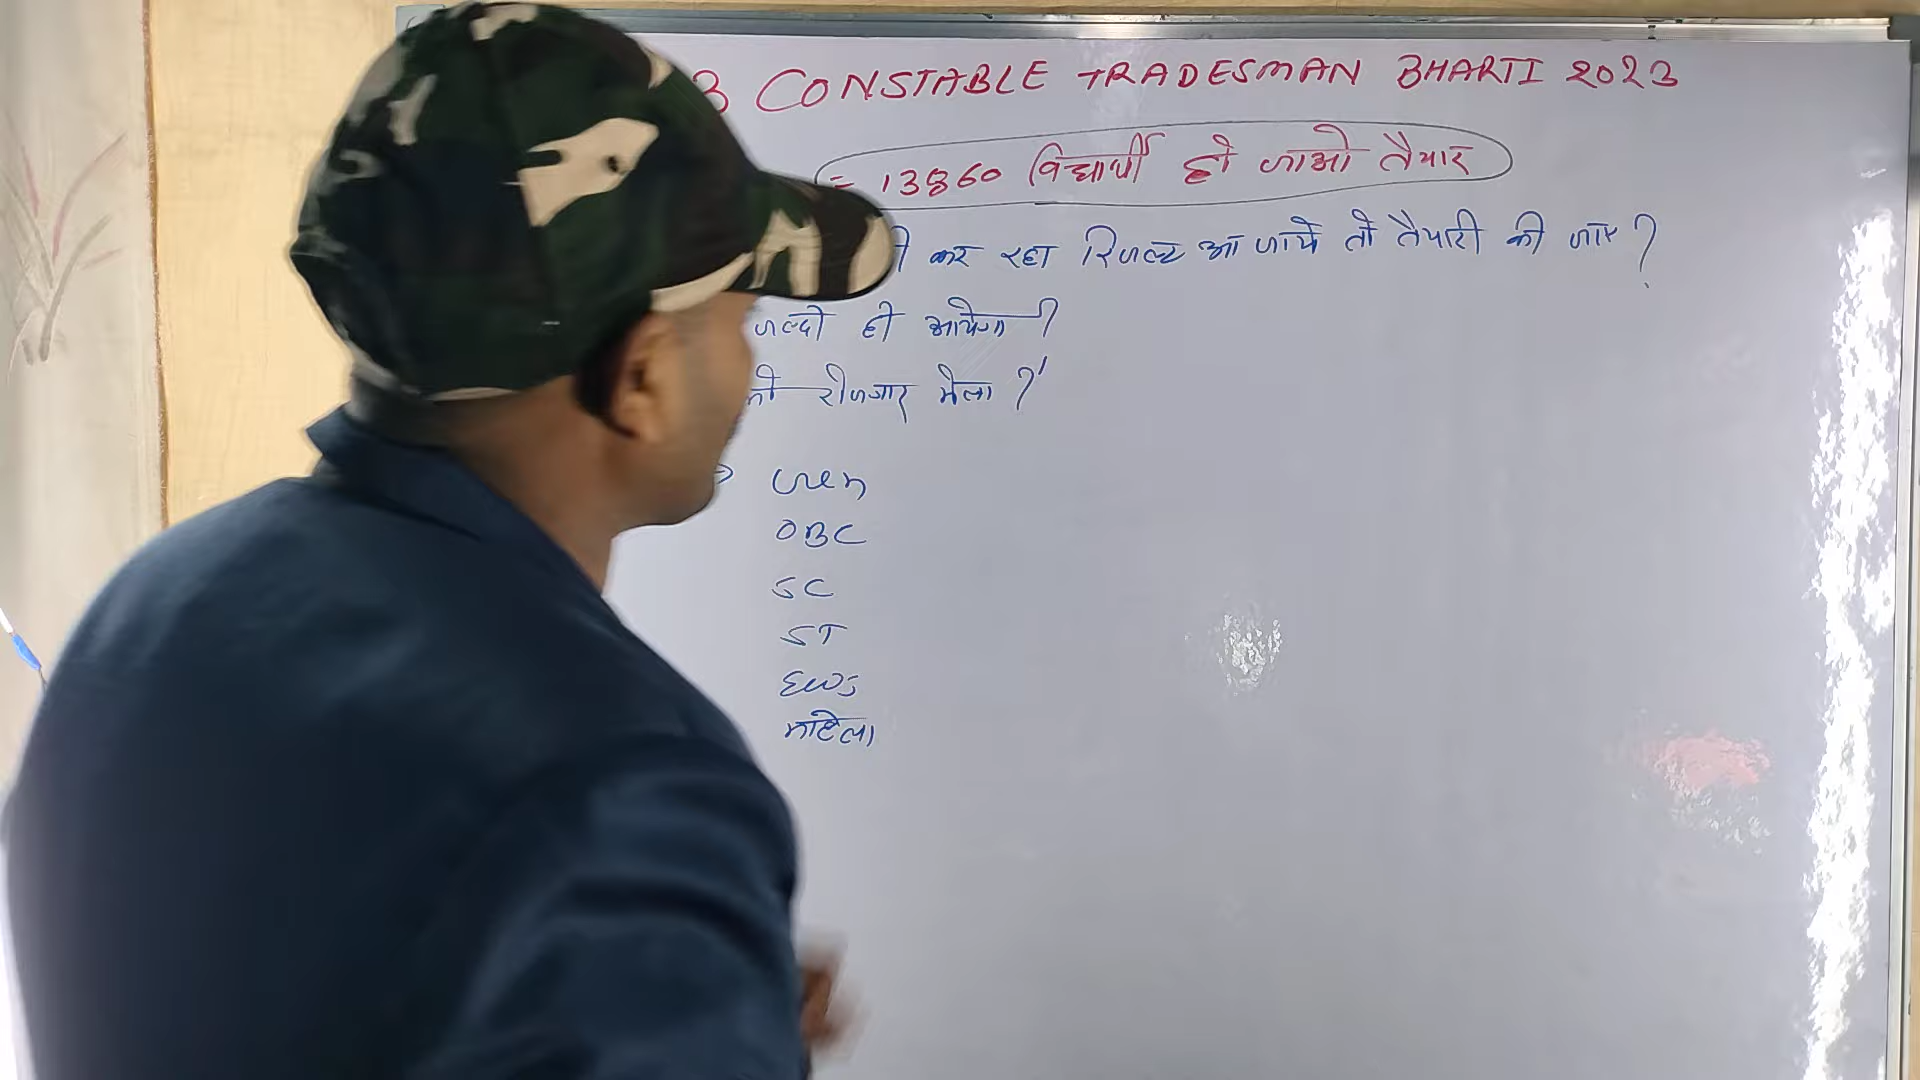 CONSTABLE TRADESMAN BHARTI 2023
= 13860 विद्यार्थी हो जाओ तैयार
कर रहा रिजल्ट आ जाये तो तैयारी की जाए ?
जल्दी ही आयेगा ?
को रोजगार मेला ?
→ Gen
OBC
SC
ST
EWS
महिला